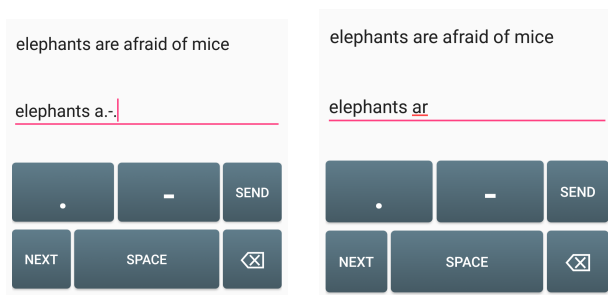 elephants are afraid of mice
elephants a.-.
. - SEND
NEXT SPACE
elephants are afraid of mice
elephants ar
. - SEND
NEXT SPACE